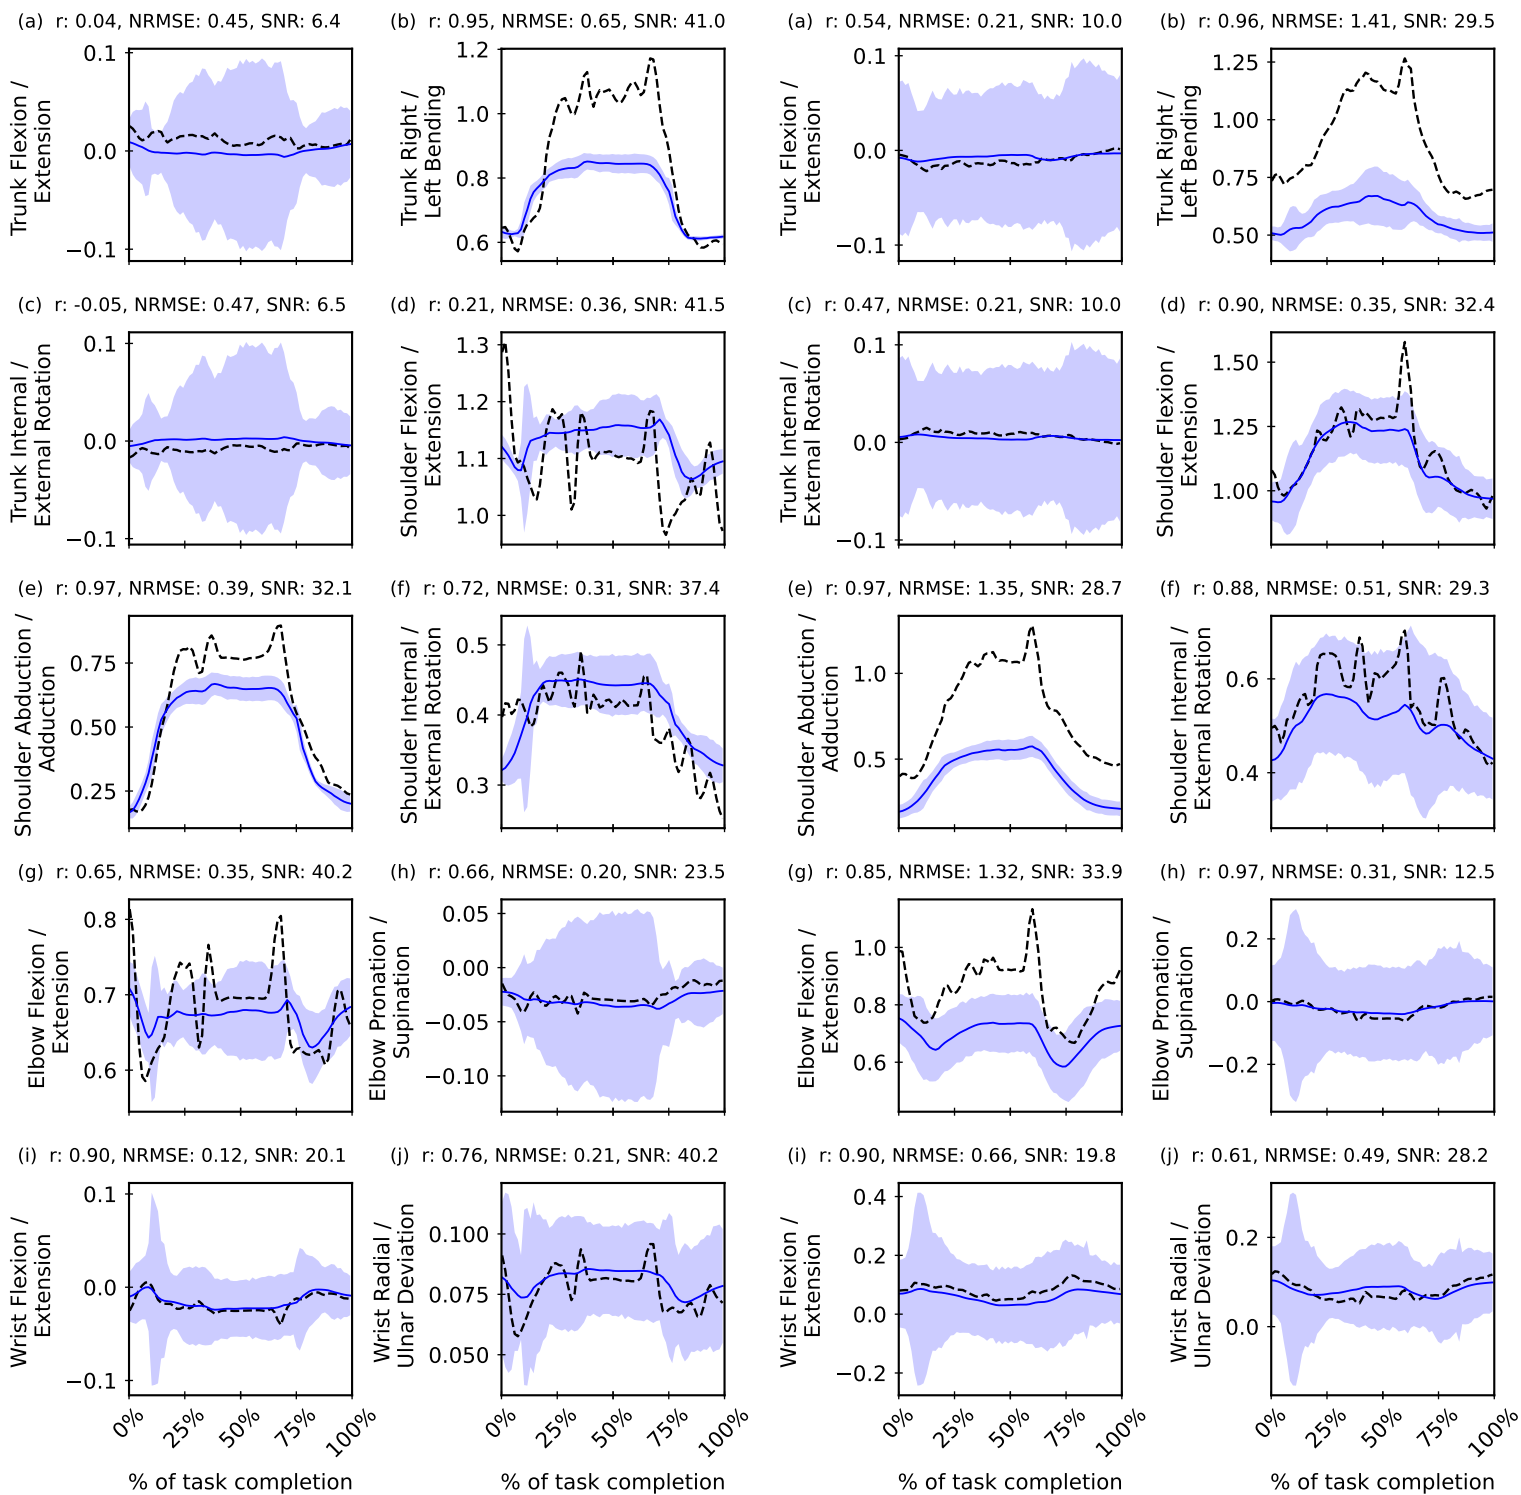 (a) r: 0.04, NRMSE: 0.45, SNR: 6.4
(b) r: 0.95, NRMSE: 0.65, SNR: 41.0
(a) r: 0.54, NRMSE: 0.21, SNR: 10.0
(b) r: 0.96, NRMSE: 1.41, SNR: 29.5
Trunk Flexion /
Extension
0.1
0.0
−0.1
Trunk Right /
Left Bending
1.2
1.0
0.8
0.6
Trunk Flexion /
Extension
0.1
0.0
−0.1
Trunk Right /
Left Bending
1.25
1.00
0.75
0.50
(c) r: -0.05, NRMSE: 0.47, SNR: 6.5
(d) r: 0.21, NRMSE: 0.36, SNR: 41.5
(c) r: 0.47, NRMSE: 0.21, SNR: 10.0
(d) r: 0.90, NRMSE: 0.35, SNR: 32.4
Trunk Internal /
External Rotation
0.1
0.0
−0.1
Shoulder Flexion /
Extension
1.3
1.2
1.1
1.0
Trunk Internal /
External Rotation
0.1
0.0
−0.1
Shoulder Flexion /
Extension
1.50
1.25
1.00
(e) r: 0.97, NRMSE: 0.39, SNR: 32.1
(f) r: 0.72, NRMSE: 0.31, SNR: 37.4
(e) r: 0.97, NRMSE: 1.35, SNR: 28.7
(f) r: 0.88, NRMSE: 0.51, SNR: 29.3
Shoulder Abduction /
Adduction
0.75
0.50
0.25
Shoulder Internal /
External Rotation
0.5
0.4
0.3
Shoulder Abduction /
Adduction
1.0
0.5
Shoulder Internal /
External Rotation
0.6
0.4
(g) r: 0.65, NRMSE: 0.35, SNR: 40.2
(h) r: 0.66, NRMSE: 0.20, SNR: 23.5
(g) r: 0.85, NRMSE: 1.32, SNR: 33.9
(h) r: 0.97, NRMSE: 0.31, SNR: 12.5
Elbow Flexion /
Extension
0.8
0.7
0.6
Elbow Pronation /
Supination
0.05
0.00
−0.05
−0.10
Elbow Flexion /
Extension
1.0
0.8
0.6
Elbow Pronation /
Supination
0.2
0.0
−0.2
(i) r: 0.90, NRMSE: 0.12, SNR: 20.1
(j) r: 0.76, NRMSE: 0.21, SNR: 40.2
(i) r: 0.90, NRMSE: 0.66, SNR: 19.8
(j) r: 0.61, NRMSE: 0.49, SNR: 28.2
Wrist Flexion /
Extension
0.1
0.0
−0.1
Wrist Radial /
Ulnar Deviation
0.100
0.075
0.050
Wrist Flexion /
Extension
0.4
0.2
0.0
−0.2
Wrist Radial /
Ulnar Deviation
0.2
0.0
0% 25% 50% 75% 100%
0% 25% 50% 75% 100%
0% 25% 50% 75% 100%
0% 25% 50% 75% 100%
% of task completion
% of task completion
% of task completion
% of task completion